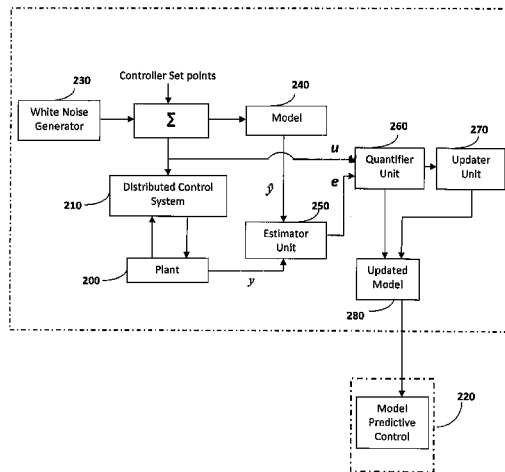 230
Controller Set points
240
White Noise
Generator
Σ
Model
260
270
u
Quantifier
Unit
Updater
Unit
ŷ
e
Distributed Control
System
210
250
Estimator
Unit
Plant
200
y
Updated
Model
280
Model
Predictive
Control
220